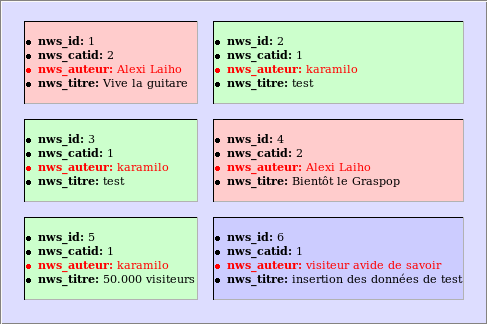 nws_id: 1
nws_catid: 2
nws_auteur: Alexi Laiho
nws_titre: Vive la guitare
nws_id: 2
nws_catid: 1
nws_auteur: karamilo
nws_titre: test
nws_id: 3
nws_catid: 1
nws_auteur: karamilo
nws_titre: test
nws_id: 4
nws_catid: 2
nws_auteur: Alexi Laiho
nws_titre: Bientôt le Graspop
nws_id: 5
nws_catid: 1
nws_auteur: karamilo
nws_titre: 50.000 visiteurs
nws_id: 6
nws_catid: 1
nws_auteur: visiteur avide de savoir
nws_titre: insertion des données de test